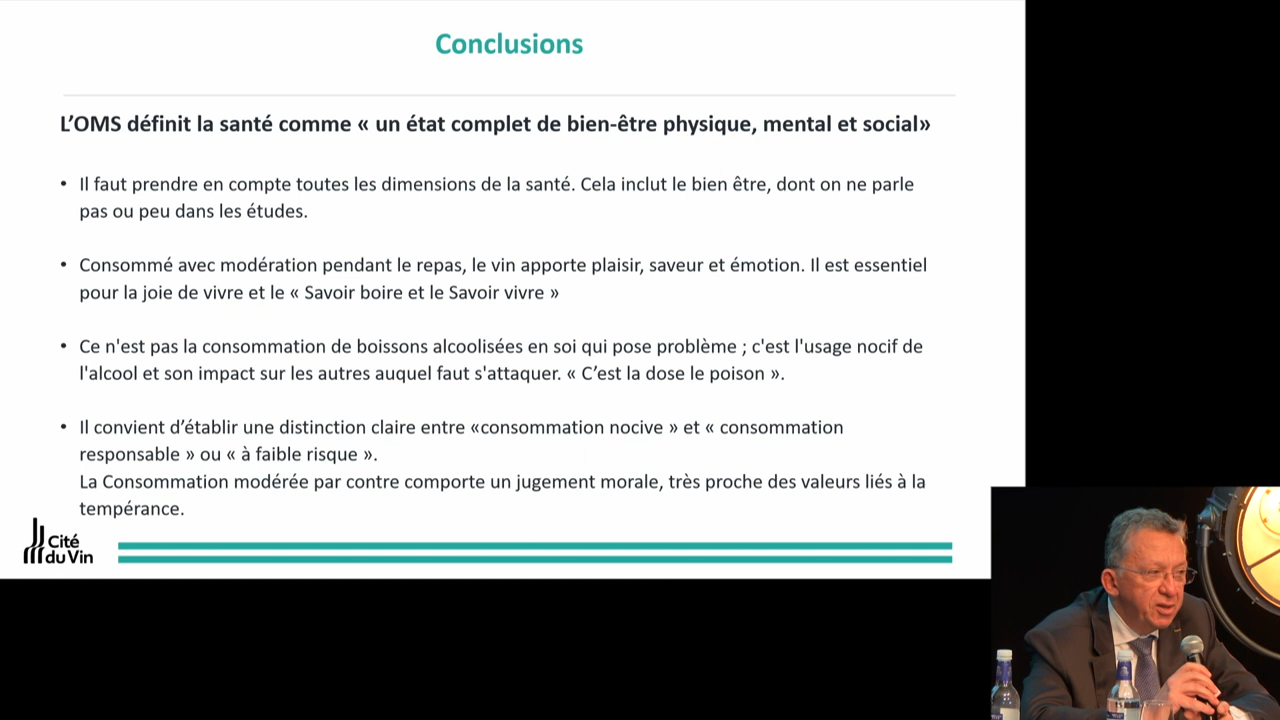 Conclusions
L’OMS définit la santé comme « un état complet de bien-être physique, mental et social»
• Il faut prendre en compte toutes les dimensions de la santé. Cela inclut le bien être, dont on ne parle
pas ou peu dans les études.
• Consommé avec modération pendant le repas, le vin apporte plaisir, saveur et émotion. Il est essentiel
pour la joie de vivre et le « Savoir boire et le Savoir vivre »
• Ce n'est pas la consommation de boissons alcoolisées en soi qui pose problème ; c'est l'usage nocif de
l'alcool et son impact sur les autres auquel faut s'attaquer. « C’est la dose le poison ».
• Il convient d’établir une distinction claire entre «consommation nocive » et « consommation
responsable » ou « à faible risque ».
La Consommation modérée par contre comporte un jugement morale, très proche des valeurs liés à la
tempérance.
Cité
du Vin